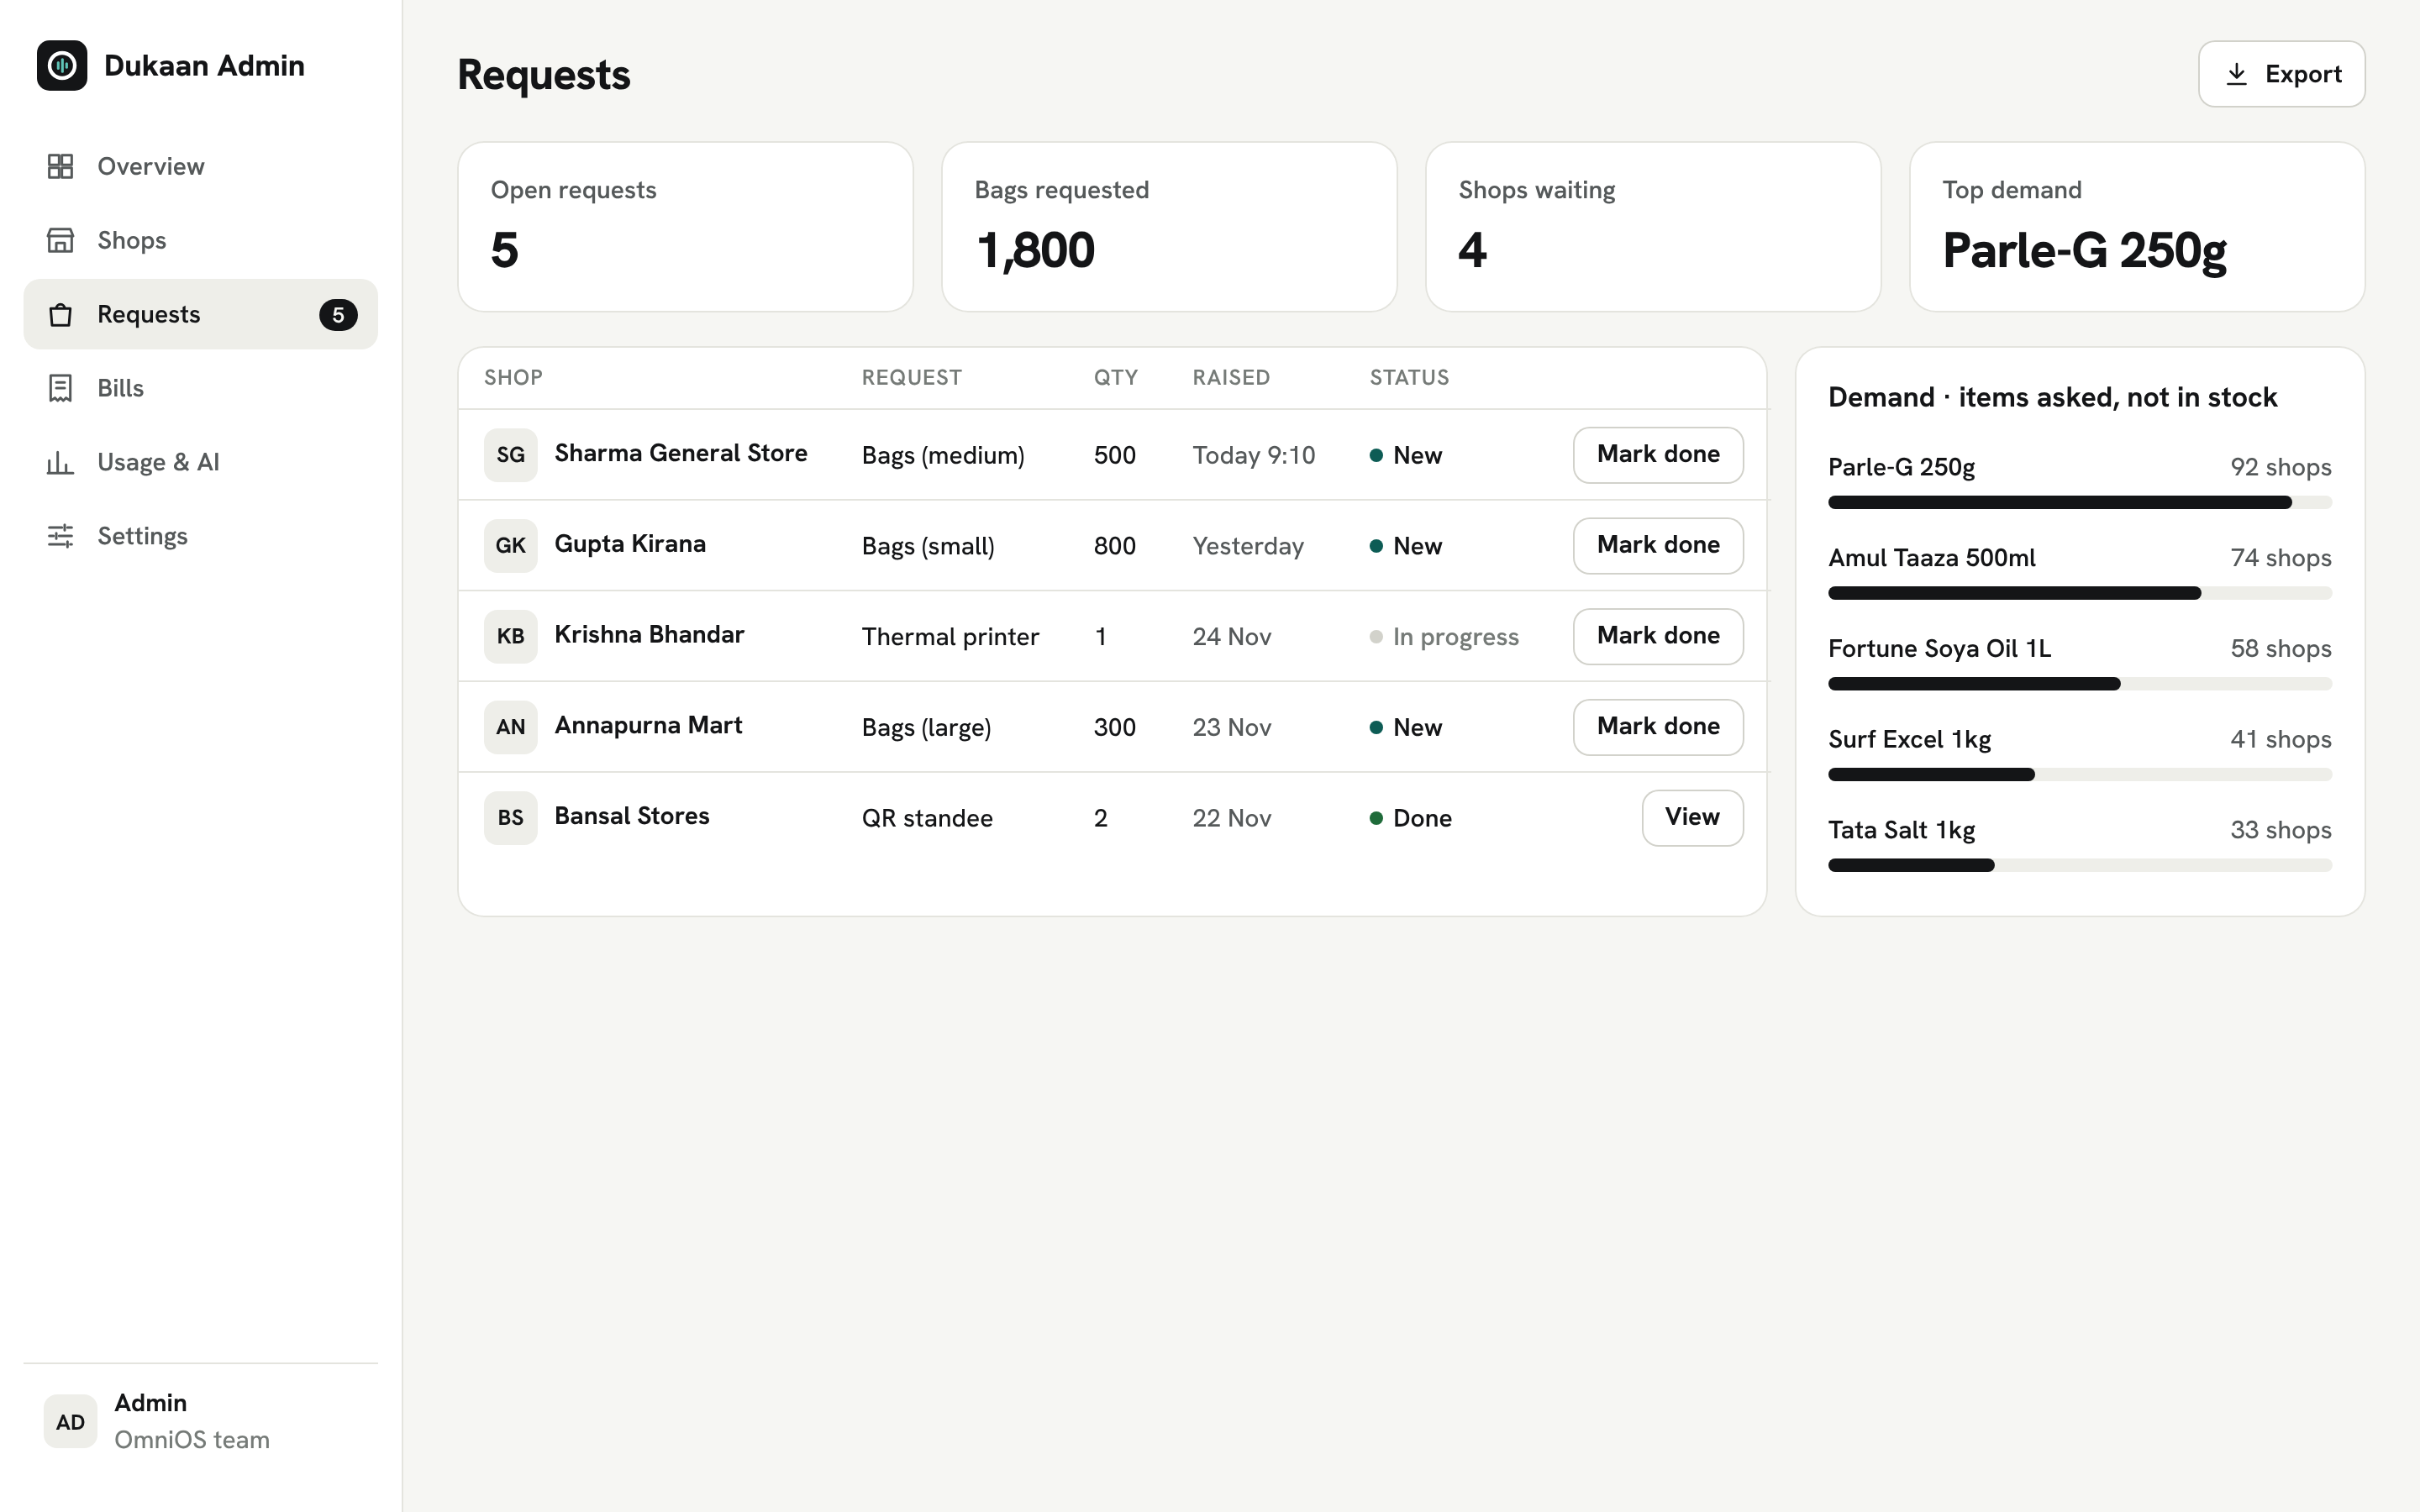 Dukaan Admin
Overview
Shops
Requests 5
Bills
Usage & AI
Settings
AD
Admin
OmniOS team
Requests
Export
Open requests
5
Bags requested
1,800
Shops waiting
4
Top demand
Parle-G 250g
SHOP REQUEST QTY RAISED STATUS
SG Sharma General Store Bags (medium) 500 Today 9:10 New Mark done
GK Gupta Kirana Bags (small) 800 Yesterday New Mark done
KB Krishna Bhandar Thermal printer 1 24 Nov In progress Mark done
AN Annapurna Mart Bags (large) 300 23 Nov New Mark done
BS Bansal Stores QR standee 2 22 Nov Done View
Demand · items asked, not in stock
Parle-G 250g 92 shops
Amul Taaza 500ml 74 shops
Fortune Soya Oil 1L 58 shops
Surf Excel 1kg 41 shops
Tata Salt 1kg 33 shops